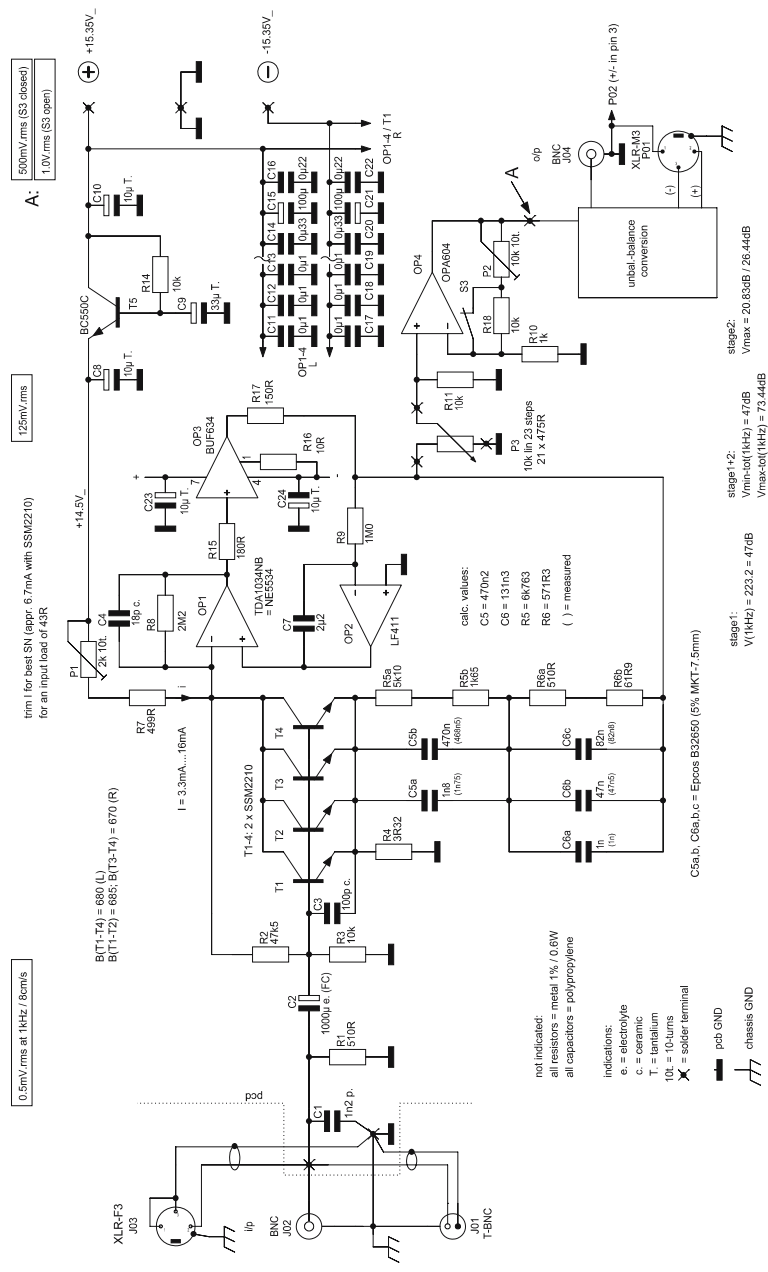 0.5mV.rms at 1kHz / 8cm/s
125mV.rms
A:
500mV.rms (S3 closed)
1.0V.rms (S3 open)
trim I for best SN (appr. 6.7mA with SSM2210)
for an input load of 43R
B(T1-T4) = 680 (L)
B(T1-T2) = 685; B(T3-T4) = 670 (R)
+14.5V_
+15.35V_
-15.35V_
P1
2k 10t.
R7
499R
i
I = 3.3mA....16mA
C4
18p c.
R8
2M2
OP1
TDA1034NB
= NE5534
R15
180R
C23
10µ T.
+
7
OP3
BUF634
1
4
R16
10R
-
C24
10µ T.
R17
150R
C8
10µ T.
BC550C
T5
R14
10k
C9
33µ T.
C10
10µ T.
C11
0µ1
C12
0µ1
C13
0µ1
C14
0µ33
C15
100µ
C16
0µ22
C17
0µ1
C18
0µ1
C19
0µ1
C20
0µ33
C21
100µ
C22
0µ22
OP1-4
L
OP1-4 / T1
R
T1-4: 2 x SSM2210
T1
T2
T3
T4
R2
47k5
R3
10k
C3
100p c.
R4
3R32
C2
1000µ e. (FC)
R1
510R
C1
1n2 p.
pcb
XLR-F3
J03
i/p
BNC
J02
J01
T-BNC
C7
2µ2
OP2
LF411
R9
1M0
R5a
5k10
R5b
1k65
R6a
510R
R6b
61R9
C5a
1n8
(1n75)
C5b
470n
(468n5)
C6a
1n
(1n)
C6b
47n
(47n5)
C6c
82n
(82n8)
C5a,b, C6a,b,c = Epcos B32650 (5% MKT-7.5mm)
calc. values:
C5 = 470n2
C6 = 131n3
R5 = 6k763
R6 = 571R3
( ) = measured
P3
10k lin 23 steps
21 x 475R
R11
10k
OP4
OPA604
S3
R18
10k
P2
10k 10t.
R10
1k
A
unbal.-balance
conversion
o/p
BNC
J04
XLR-M3
P01
P02 (+/- in pin 3)
(-)
(+)
stage1:
V(1kHz) = 223.2 = 47dB
stage1+2:
Vmin-tot(1kHz) = 47dB
Vmax-tot(1kHz) = 73.44dB
stage2:
Vmax = 20.83dB / 26.44dB
not indicated:
all resistors = metal 1% / 0.6W
all capacitors = polypropylene
indications:
e. = electrolyte
c. = ceramic
T. = tantalium
10t. = 10-turns
= solder terminal
pcb GND
chassis GND